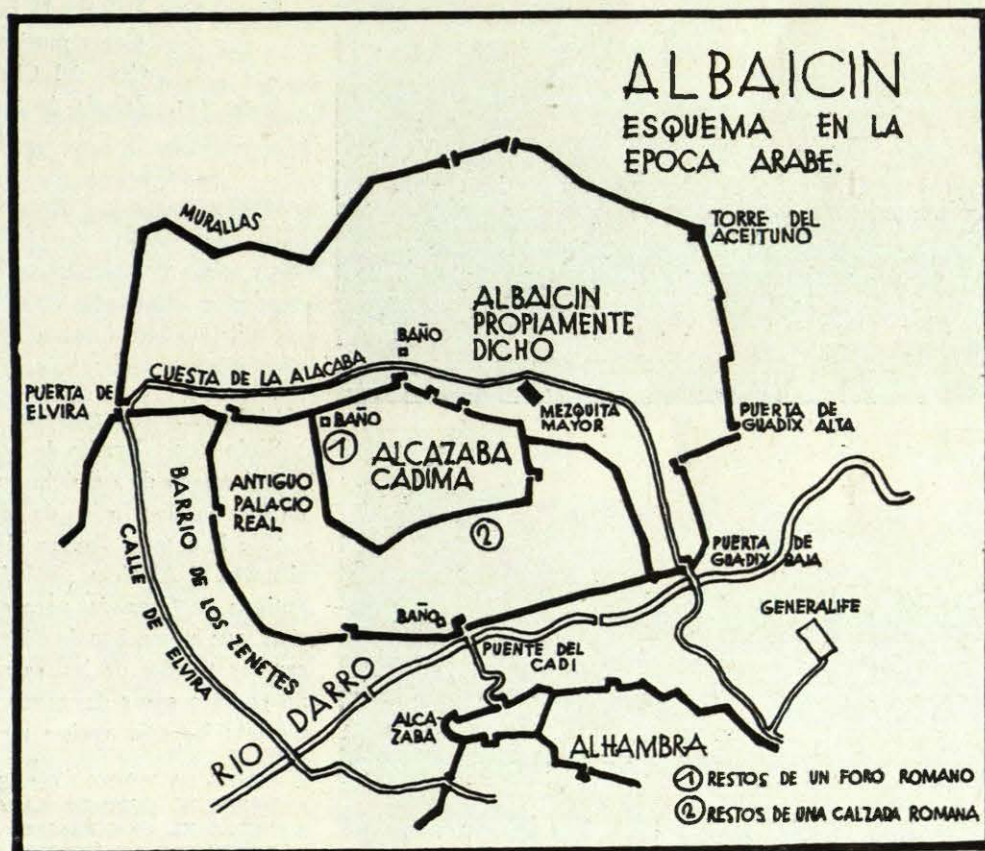 ALBAICIN
ESQUEMA EN LA
EPOCA ARABE.
MURALLAS
TORRE DEL
ACEITUNO
ALBAICIN
PROPIAMENTE
DICHO
BAÑO
CUESTA DE LA ALACABA
PUERTA DE
ELVIRA
MEZQUITA
MAYOR
PUERTA DE
GUADIX ALTA
BAÑO
1
ALCAZABA
CADIMA
ANTIGUO
PALACIO
REAL
BARRIO DE LOS ZENETES
CALLE DE ELVIRA
2
PUERTA DE
GUADIX BAJA
GENERALIFE
BAÑO
PUENTE DEL
CADI
RIO DARRO
ALCA-
ZABA
ALHAMBRA
1 RESTOS DE UN FORO ROMANO
2 RESTOS DE UNA CALZADA ROMANA